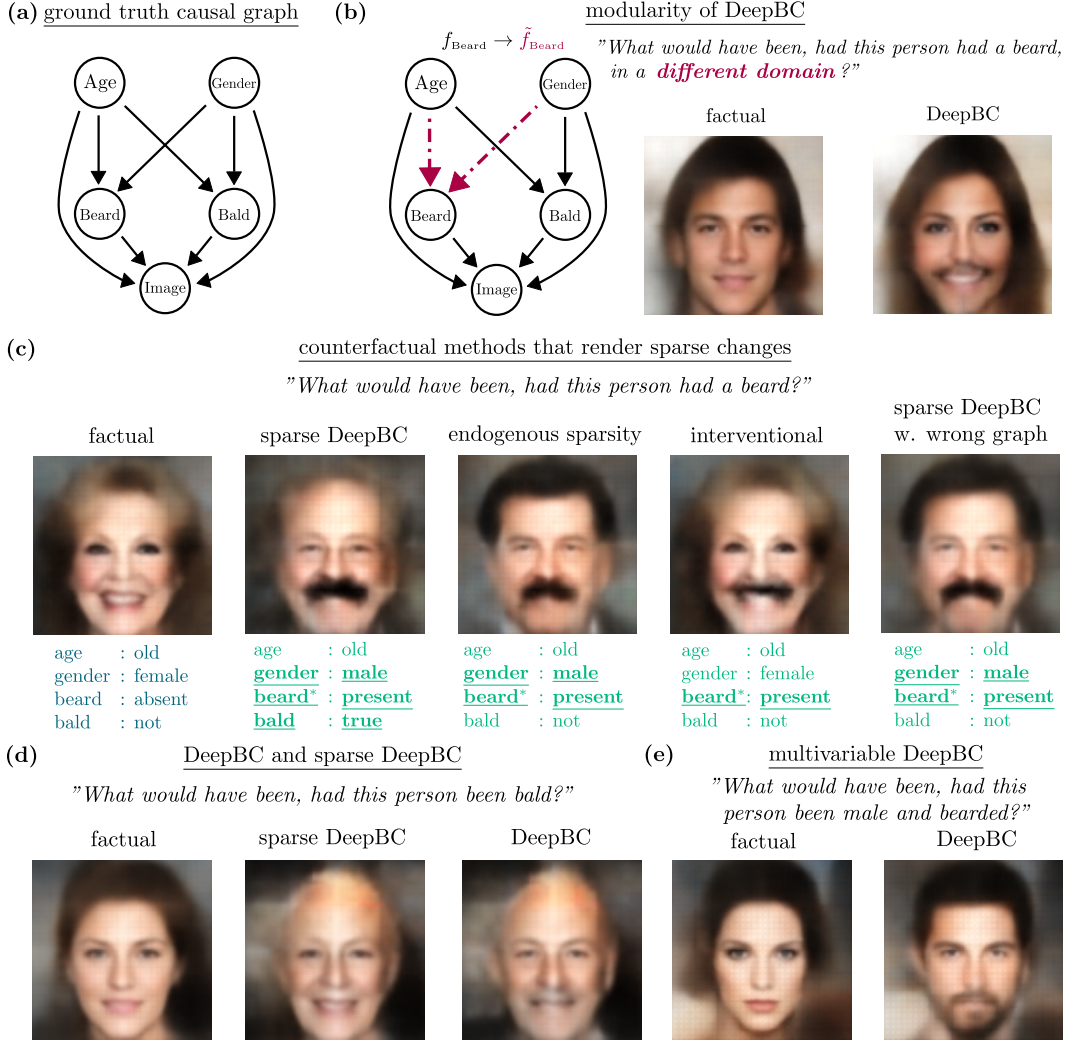 (a) ground truth causal graph
Age
Gender
Beard
Bald
Image
(b) modularity of DeepBC
f_Beard → f̃_Beard
"What would have been, had this person had a beard,
in a different domain?"
Age
Gender
Beard
Bald
Image
factual
DeepBC
(c) counterfactual methods that render sparse changes
"What would have been, had this person had a beard?"
factual
sparse DeepBC
endogenous sparsity
interventional
sparse DeepBC
w. wrong graph
age : old
gender : female
beard : absent
bald : not
age : old
gender : male
beard* : present
bald : true
age : old
gender : male
beard* : present
bald : not
age : old
gender : female
beard* : present
bald : not
age : old
gender : male
beard* : present
bald : not
(d) DeepBC and sparse DeepBC
"What would have been, had this person been bald?"
factual
sparse DeepBC
DeepBC
(e) multivariable DeepBC
"What would have been, had this
person been male and bearded?"
factual
DeepBC